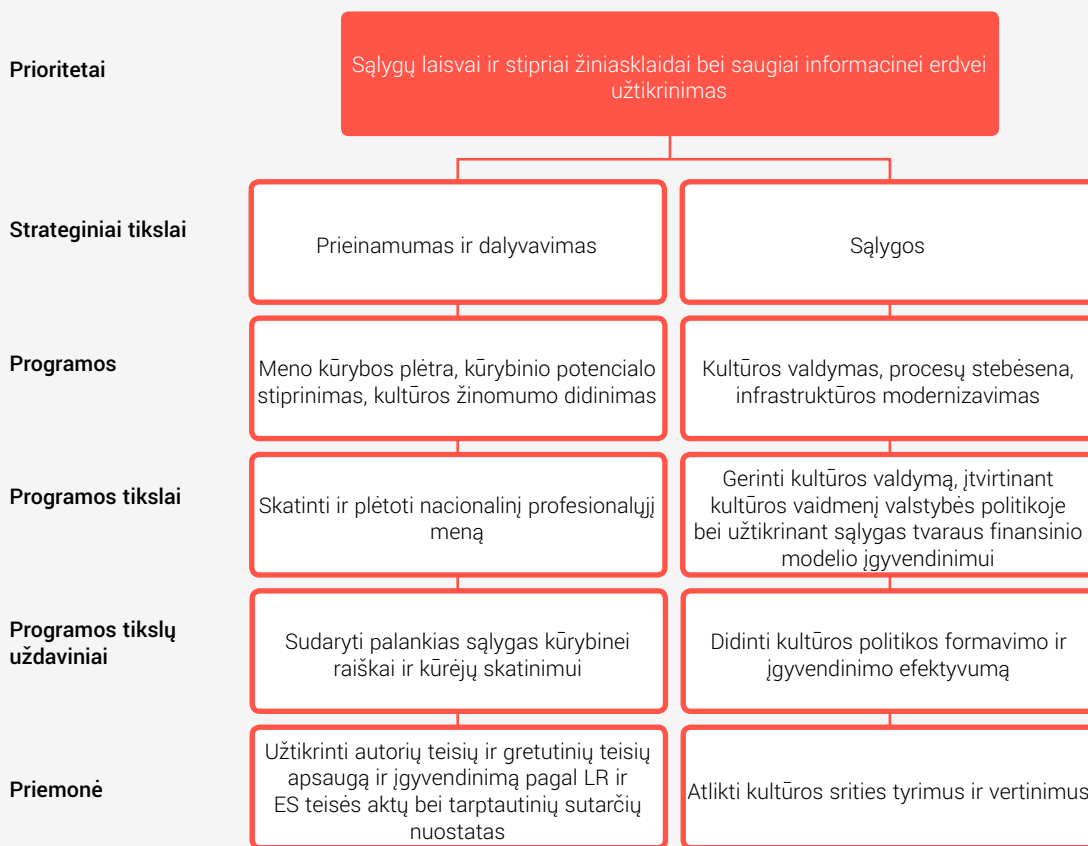 Prioritetai
Sąlygų laisvai ir stipriai žiniasklaidai bei saugiai informacinei erdvei
užtikrinimas
Strateginiai tikslai
Prieinamumas ir dalyvavimas
Sąlygos
Programos
Meno kūrybos plėtra, kūrybinio potencialo
stiprinimas, kultūros žinomumo didinimas
Kultūros valdymas, procesų stebėsena,
infrastruktūros modernizavimas
Programos tikslai
Skatinti ir plėtoti nacionalinį profesionalųjį
meną
Gerinti kultūros valdymą, įtvirtinant
kultūros vaidmenį valstybės politikoje
bei užtikrinant sąlygas tvaraus finansinio
modelio įgyvendinimui
Programos tikslų
uždaviniai
Sudaryti palankias sąlygas kūrybinei
raiškai ir kūrėjų skatinimui
Didinti kultūros politikos formavimo ir
įgyvendinimo efektyvumą
Priemonė
Užtikrinti autorių teisių ir gretutinių teisių
apsaugą ir įgyvendinimą pagal LR ir
ES teisės aktų bei tarptautinių sutarčių
nuostatas
Atlikti kultūros srities tyrimus ir vertinimus